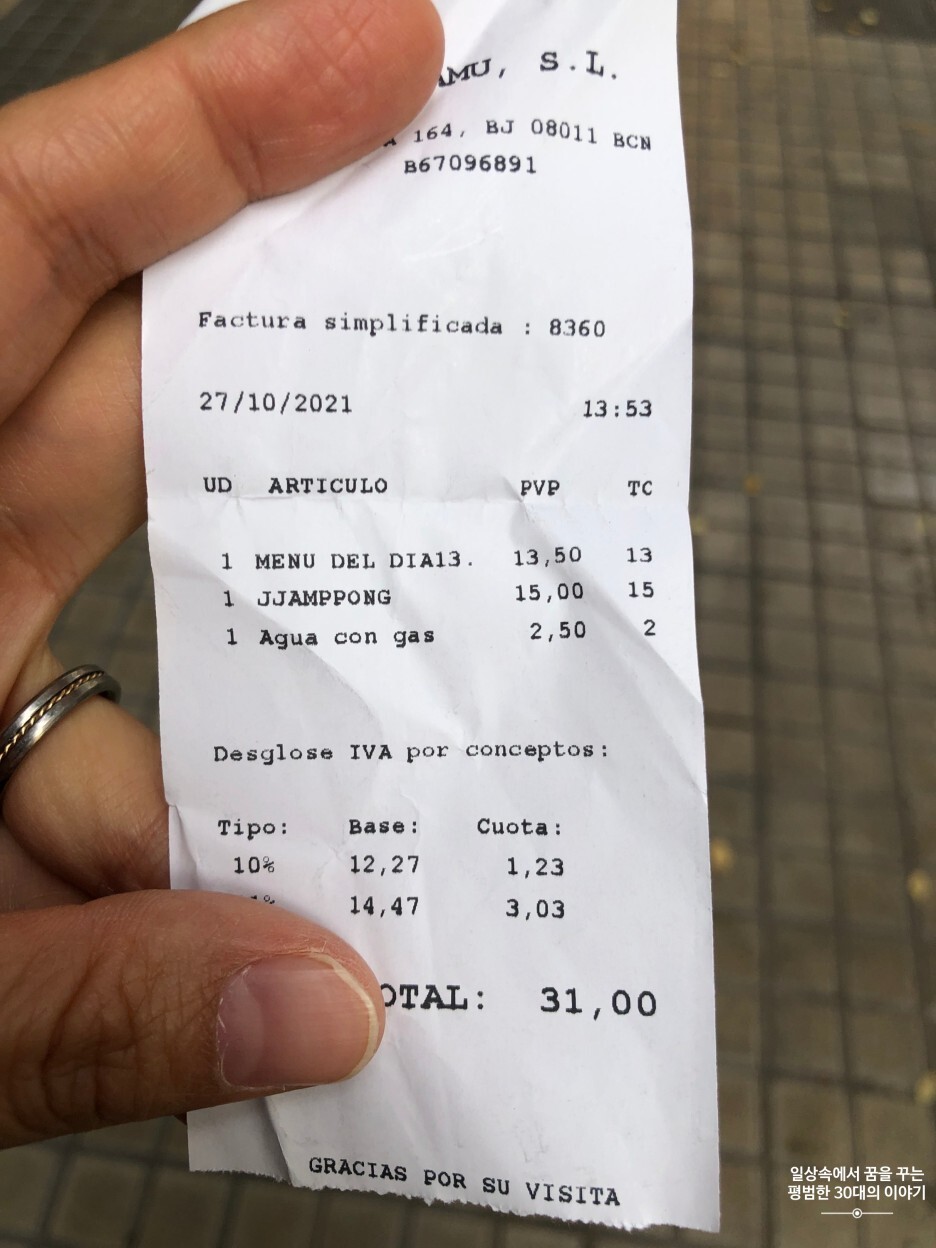 MU, S.L.
164, BJ 08011 BCN
B67096891
Factura simplificada : 8360
27/10/2021 13:53
UD ARTICULO PVP TC
1 MENU DEL DIA13. 13,50 13
1 JJAMPPONG 15,00 15
1 Agua con gas 2,50 2
Desglose IVA por conceptos:
Tipo: Base: Cuota:
10% 12,27 1,23
% 14,47 3,03
OTAL: 31,00
GRACIAS POR SU VISITA
일상속에서 꿈을 꾸는
평범한 30대의 이야기